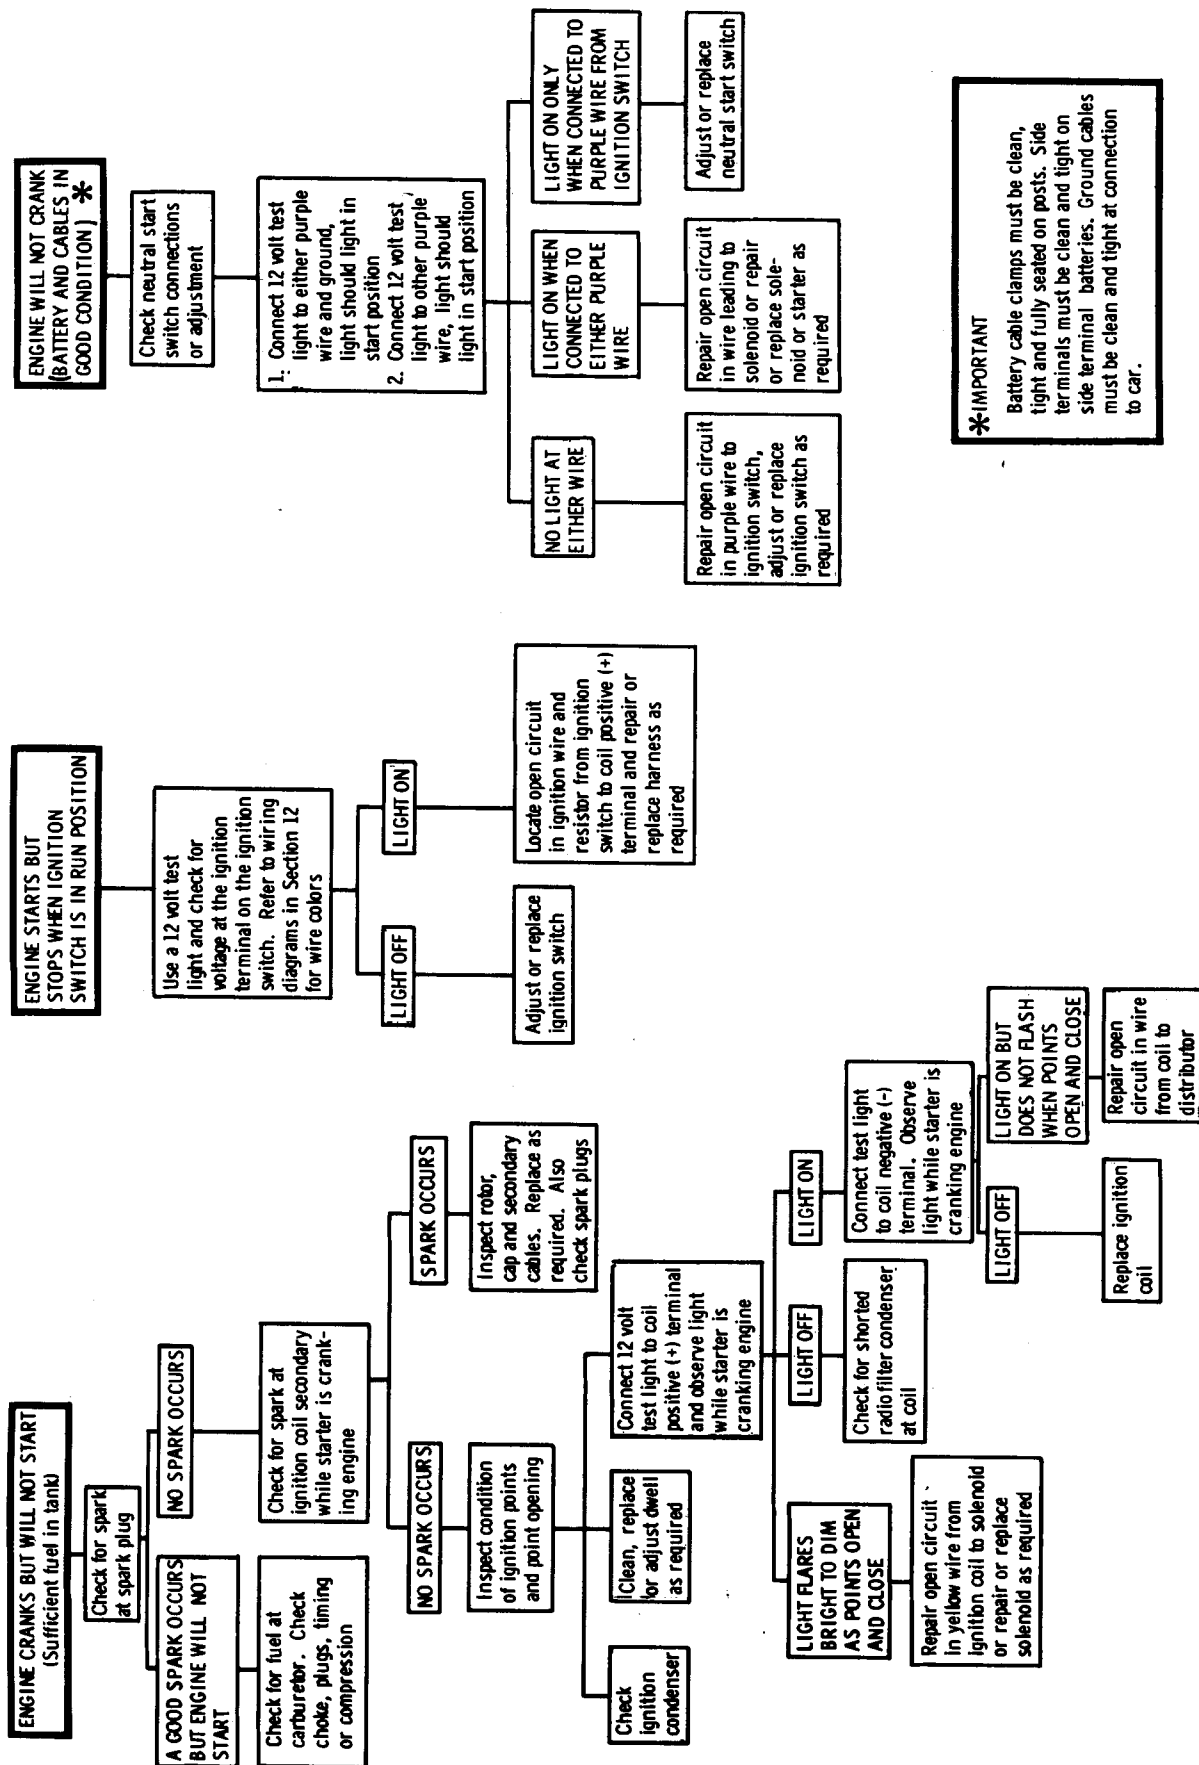 ENGINE CRANKS BUT WILL NOT START
(Sufficient fuel in tank)
Check for spark
at spark plug
A GOOD SPARK OCCURS
BUT ENGINE WILL NOT
START
NO SPARK OCCURS
Check for fuel at
carburetor. Check
choke, plugs, timing
or compression
Check for spark at
ignition coil secondary
while starter is crank-
ing engine
NO SPARK OCCURS
SPARK OCCURS
Inspect condition
of ignition points
and point opening
Inspect rotor,
cap and secondary
cables. Replace as
required. Also
check spark plugs
Check
ignition
condenser
Clean, replace
or adjust dwell
as required
Connect 12 volt
test light to coil
positive (+) terminal
and observe light
while starter is
cranking engine
LIGHT FLARES
BRIGHT TO DIM
AS POINTS OPEN
AND CLOSE
LIGHT OFF
LIGHT ON
Repair open circuit
in yellow wire from
ignition coil to solenoid
or repair or replace
solenoid as required
Check for shorted
radio filter condenser
at coil
Connect test light
to coil negative (-)
terminal. Observe
light while starter is
cranking engine
LIGHT OFF
LIGHT ON BUT
DOES NOT FLASH
WHEN POINTS
OPEN AND CLOSE
Replace ignition
coil
Repair open
circuit in wire
from coil to
distributor
ENGINE STARTS BUT
STOPS WHEN IGNITION
SWITCH IS IN RUN POSITION
Use a 12 volt test
light and check for
voltage at the ignition
terminal on the ignition
switch. Refer to wiring
diagrams in Section 12
for wire colors
LIGHT OFF
LIGHT ON
Adjust or replace
ignition switch
Locate open circuit
in ignition wire and
resistor from ignition
switch to coil positive (+)
terminal and repair or
replace harness as
required
ENGINE WILL NOT CRANK
(BATTERY AND CABLES IN
GOOD CONDITION) *
Check neutral start
switch connections
or adjustment
1. Connect 12 volt test
light to either purple
wire and ground,
light should light in
start position
2. Connect 12 volt test
light to other purple
wire, light should
light in start position
NO LIGHT AT
EITHER WIRE
LIGHT ON WHEN
CONNECTED TO
EITHER PURPLE
WIRE
LIGHT ON ONLY
WHEN CONNECTED TO
PURPLE WIRE FROM
IGNITION SWITCH
Repair open circuit
in purple wire to
ignition switch,
adjust or replace
ignition switch as
required
Repair open circuit
in wire leading to
solenoid or repair
or replace sole-
noid or starter as
required
Adjust or replace
neutral start switch
*IMPORTANT
Battery cable clamps must be clean,
tight and fully seated on posts. Side
terminals must be clean and tight on
side terminal batteries. Ground cables
must be clean and tight at connection
to car.